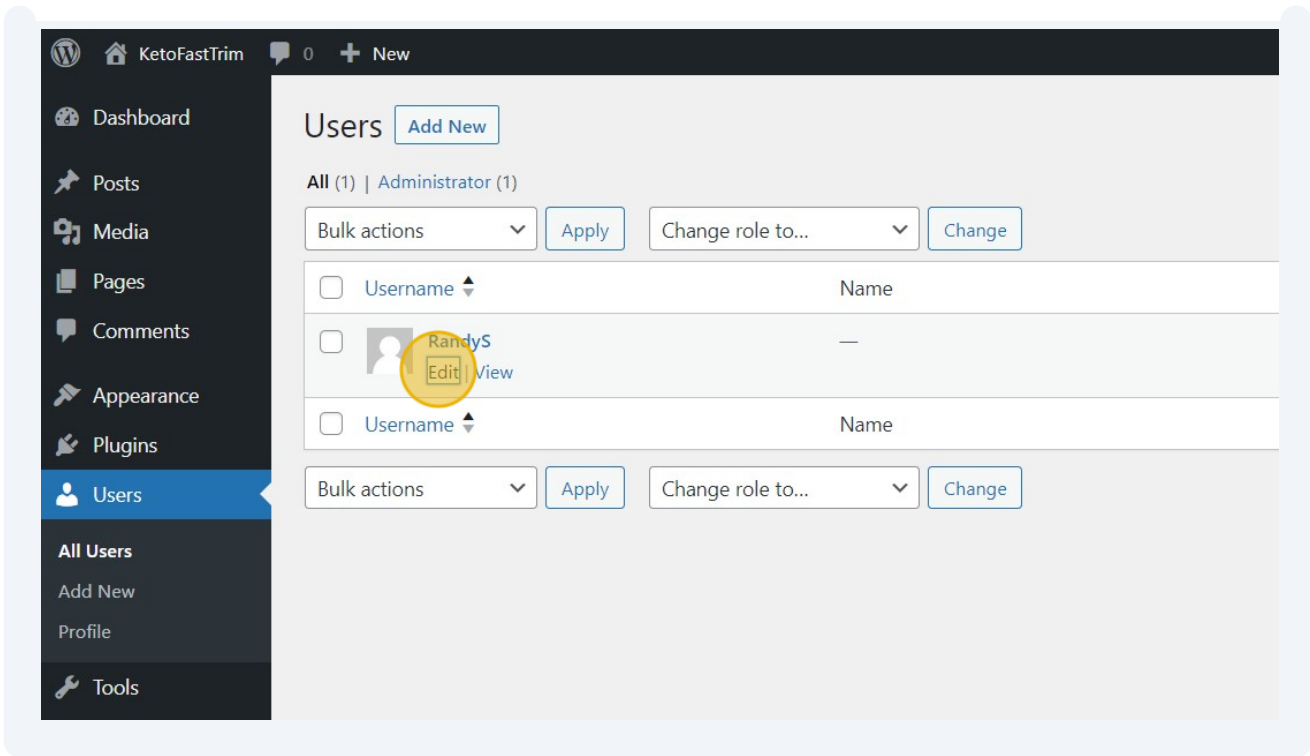 KetoFastTrim 0 New
Dashboard
Posts
Media
Pages
Comments
Appearance
Plugins
Users
All Users
Add New
Profile
Tools
Users Add New
All (1) | Administrator (1)
Bulk actions Apply Change role to... Change
Username Name
RandyS —
Edit | View
Username Name
Bulk actions Apply Change role to... Change